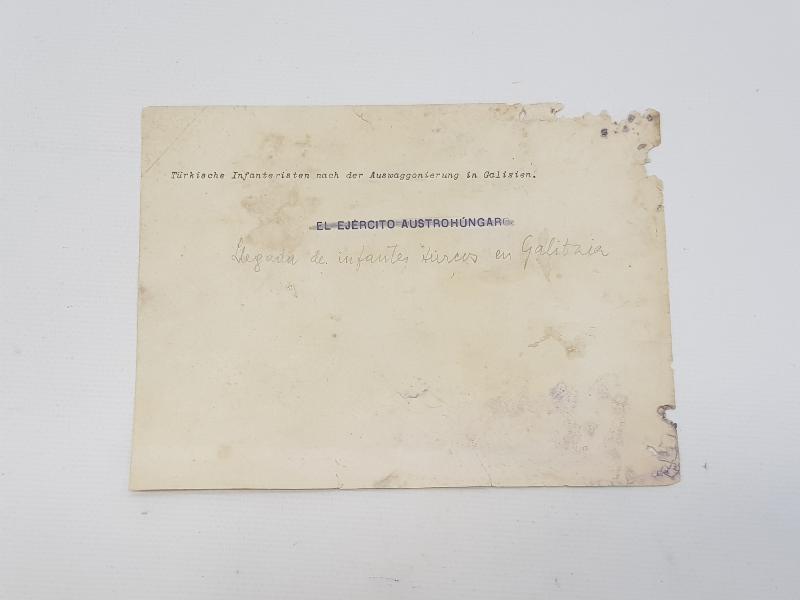 Türkische Infanteristen nach der Auswaggonierung in Galizien.
EL EJÉRCITO AUSTROHÚNGARO
Llegada de infantes turcos en Galitzia